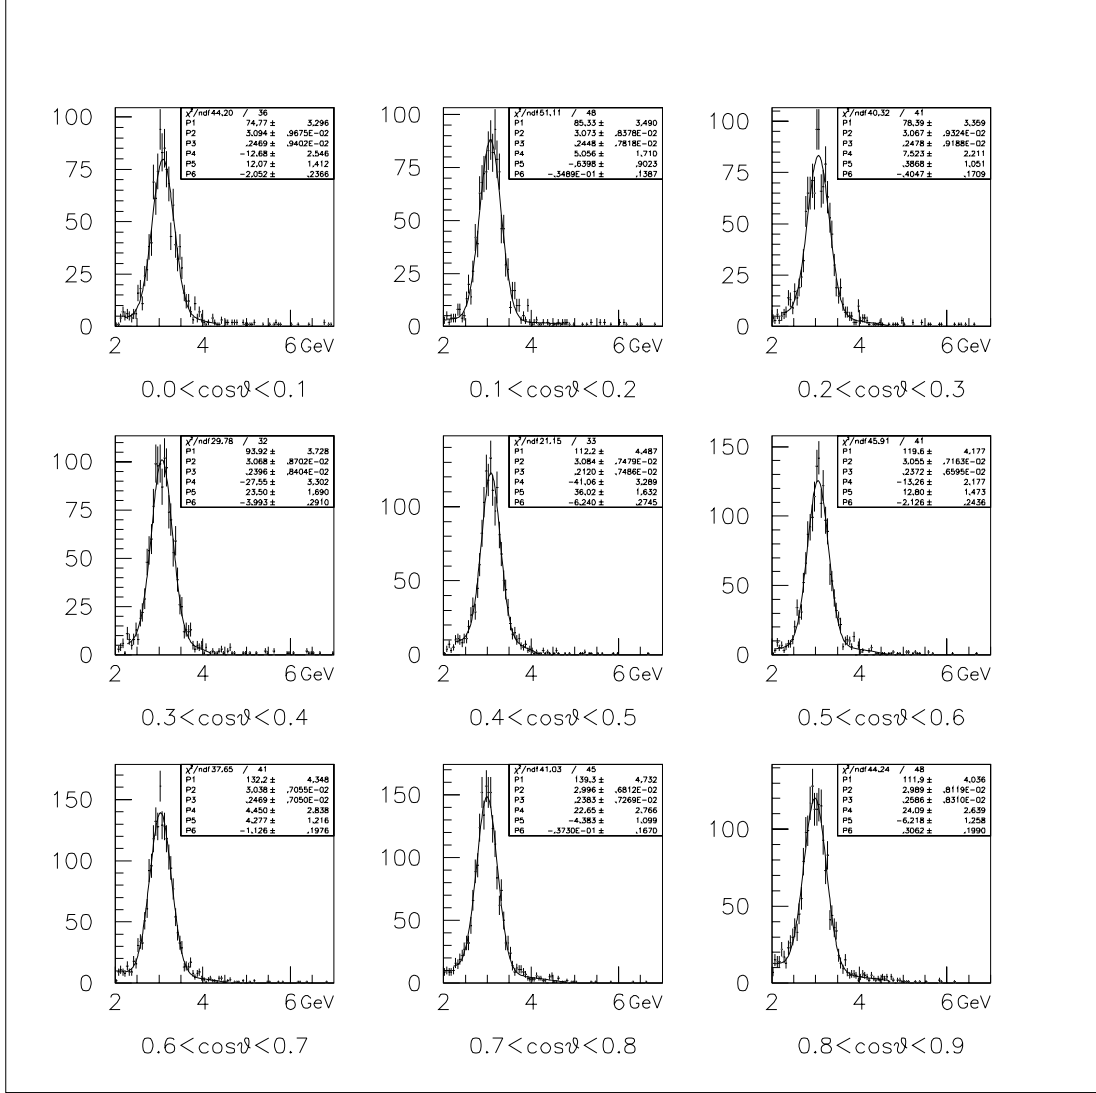 χ²/ndf 44.20 / 36
P1 74.77 ± 3.296
P2 3.094 ± .9675E-02
P3 .2469 ± .9402E-02
P4 -12.68 ± 2.546
P5 12.07 ± 1.412
P6 -2.052 ± .2366
100
75
50
25
0
2 4 6 GeV
0.0<cosϑ<0.1
χ²/ndf 51.11 / 48
P1 85.33 ± 3.490
P2 3.073 ± .8378E-02
P3 .2448 ± .7818E-02
P4 5.056 ± 1.710
P5 -.6398 ± .9023
P6 -.3489E-01 ± .1387
100
75
50
25
0
2 4 6 GeV
0.1<cosϑ<0.2
χ²/ndf 40.32 / 41
P1 78.39 ± 3.359
P2 3.067 ± .9324E-02
P3 .2478 ± .9188E-02
P4 7.523 ± 2.211
P5 .3868 ± 1.051
P6 -.4047 ± .1709
100
80
60
40
20
0
2 4 6 GeV
0.2<cosϑ<0.3
χ²/ndf 29.78 / 32
P1 93.92 ± 3.728
P2 3.068 ± .8702E-02
P3 .2396 ± .8404E-02
P4 -27.55 ± 3.302
P5 23.50 ± 1.690
P6 -3.993 ± .2910
100
75
50
25
0
2 4 6 GeV
0.3<cosϑ<0.4
χ²/ndf 21.15 / 33
P1 112.2 ± 4.487
P2 3.084 ± .7479E-02
P3 .2120 ± .7486E-02
P4 -41.06 ± 3.289
P5 36.02 ± 1.632
P6 -6.240 ± .2745
100
50
0
2 4 6 GeV
0.4<cosϑ<0.5
χ²/ndf 45.91 / 41
P1 119.6 ± 4.177
P2 3.055 ± .7163E-02
P3 .2372 ± .6595E-02
P4 -13.26 ± 2.177
P5 12.80 ± 1.473
P6 -2.126 ± .2436
150
100
50
0
2 4 6 GeV
0.5<cosϑ<0.6
χ²/ndf 37.65 / 41
P1 132.2 ± 4.348
P2 3.038 ± .7055E-02
P3 .2469 ± .7050E-02
P4 4.450 ± 2.838
P5 4.277 ± 1.216
P6 -1.126 ± .1976
150
100
50
0
2 4 6 GeV
0.6<cosϑ<0.7
χ²/ndf 41.03 / 45
P1 139.3 ± 4.732
P2 2.996 ± .6812E-02
P3 .2383 ± .7269E-02
P4 22.65 ± 2.766
P5 -4.383 ± 1.099
P6 -.3730E-01 ± .1670
150
100
50
0
2 4 6 GeV
0.7<cosϑ<0.8
χ²/ndf 44.24 / 48
P1 111.9 ± 4.036
P2 2.989 ± .8119E-02
P3 .2586 ± .8310E-02
P4 24.09 ± 2.639
P5 -6.218 ± 1.258
P6 .3062 ± .1990
100
50
0
2 4 6 GeV
0.8<cosϑ<0.9